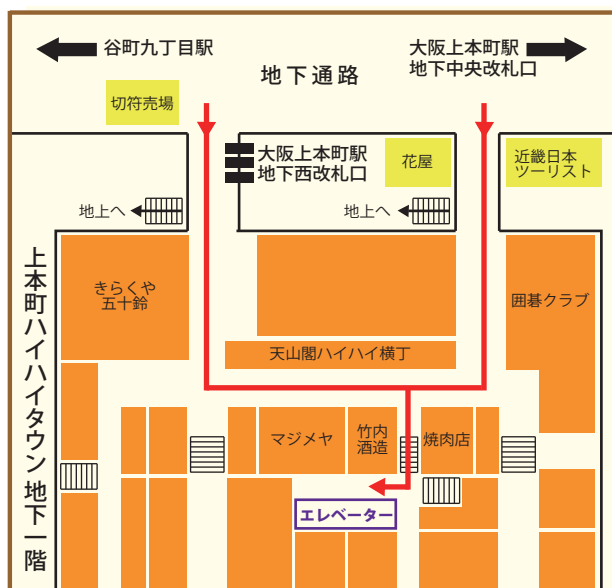 谷町九丁目駅
大阪上本町駅
地下中央改札口
地下通路
切符売場
大阪上本町駅
地下西改札口
花屋
近畿日本
ツーリスト
地上へ
地上へ
上本町ハイハイタウン 地下一階
きらくや
五十鈴
囲碁クラブ
天山閣ハイハイ横丁
マジメヤ
竹内
酒造
焼肉店
エレベーター